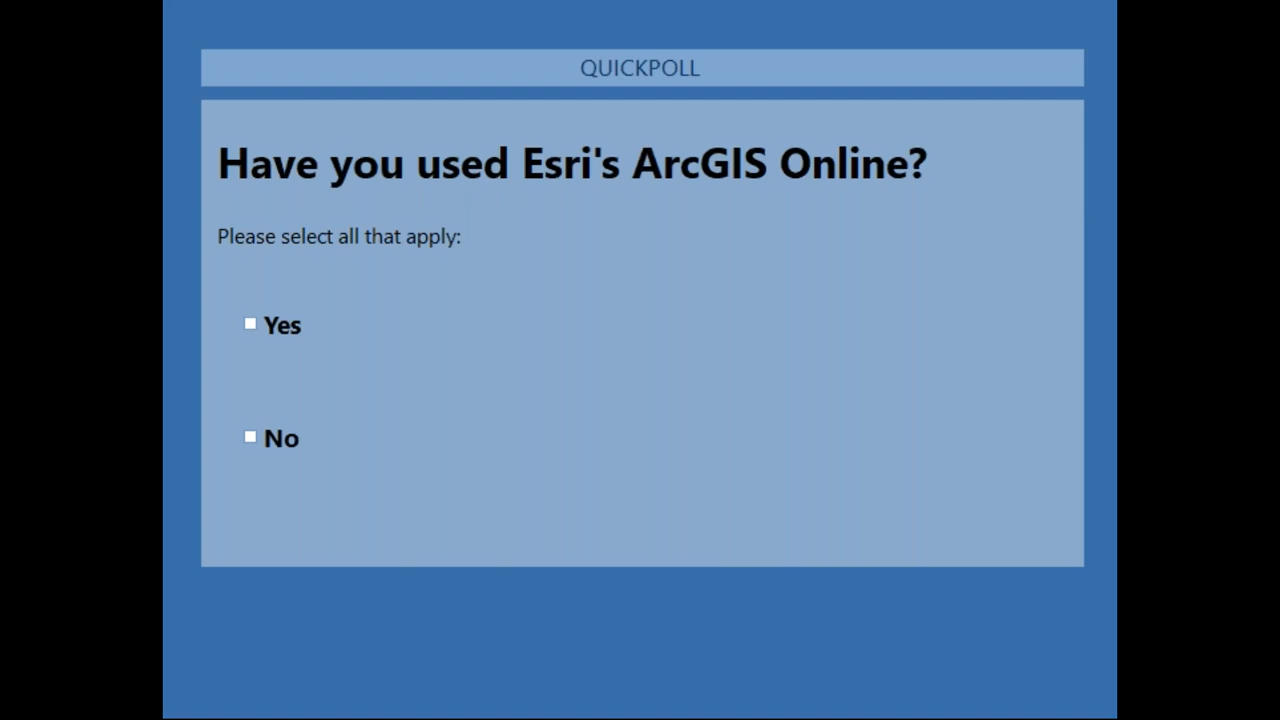 QUICKPOLL
Have you used Esri's ArcGIS Online?
Please select all that apply:
Yes
No